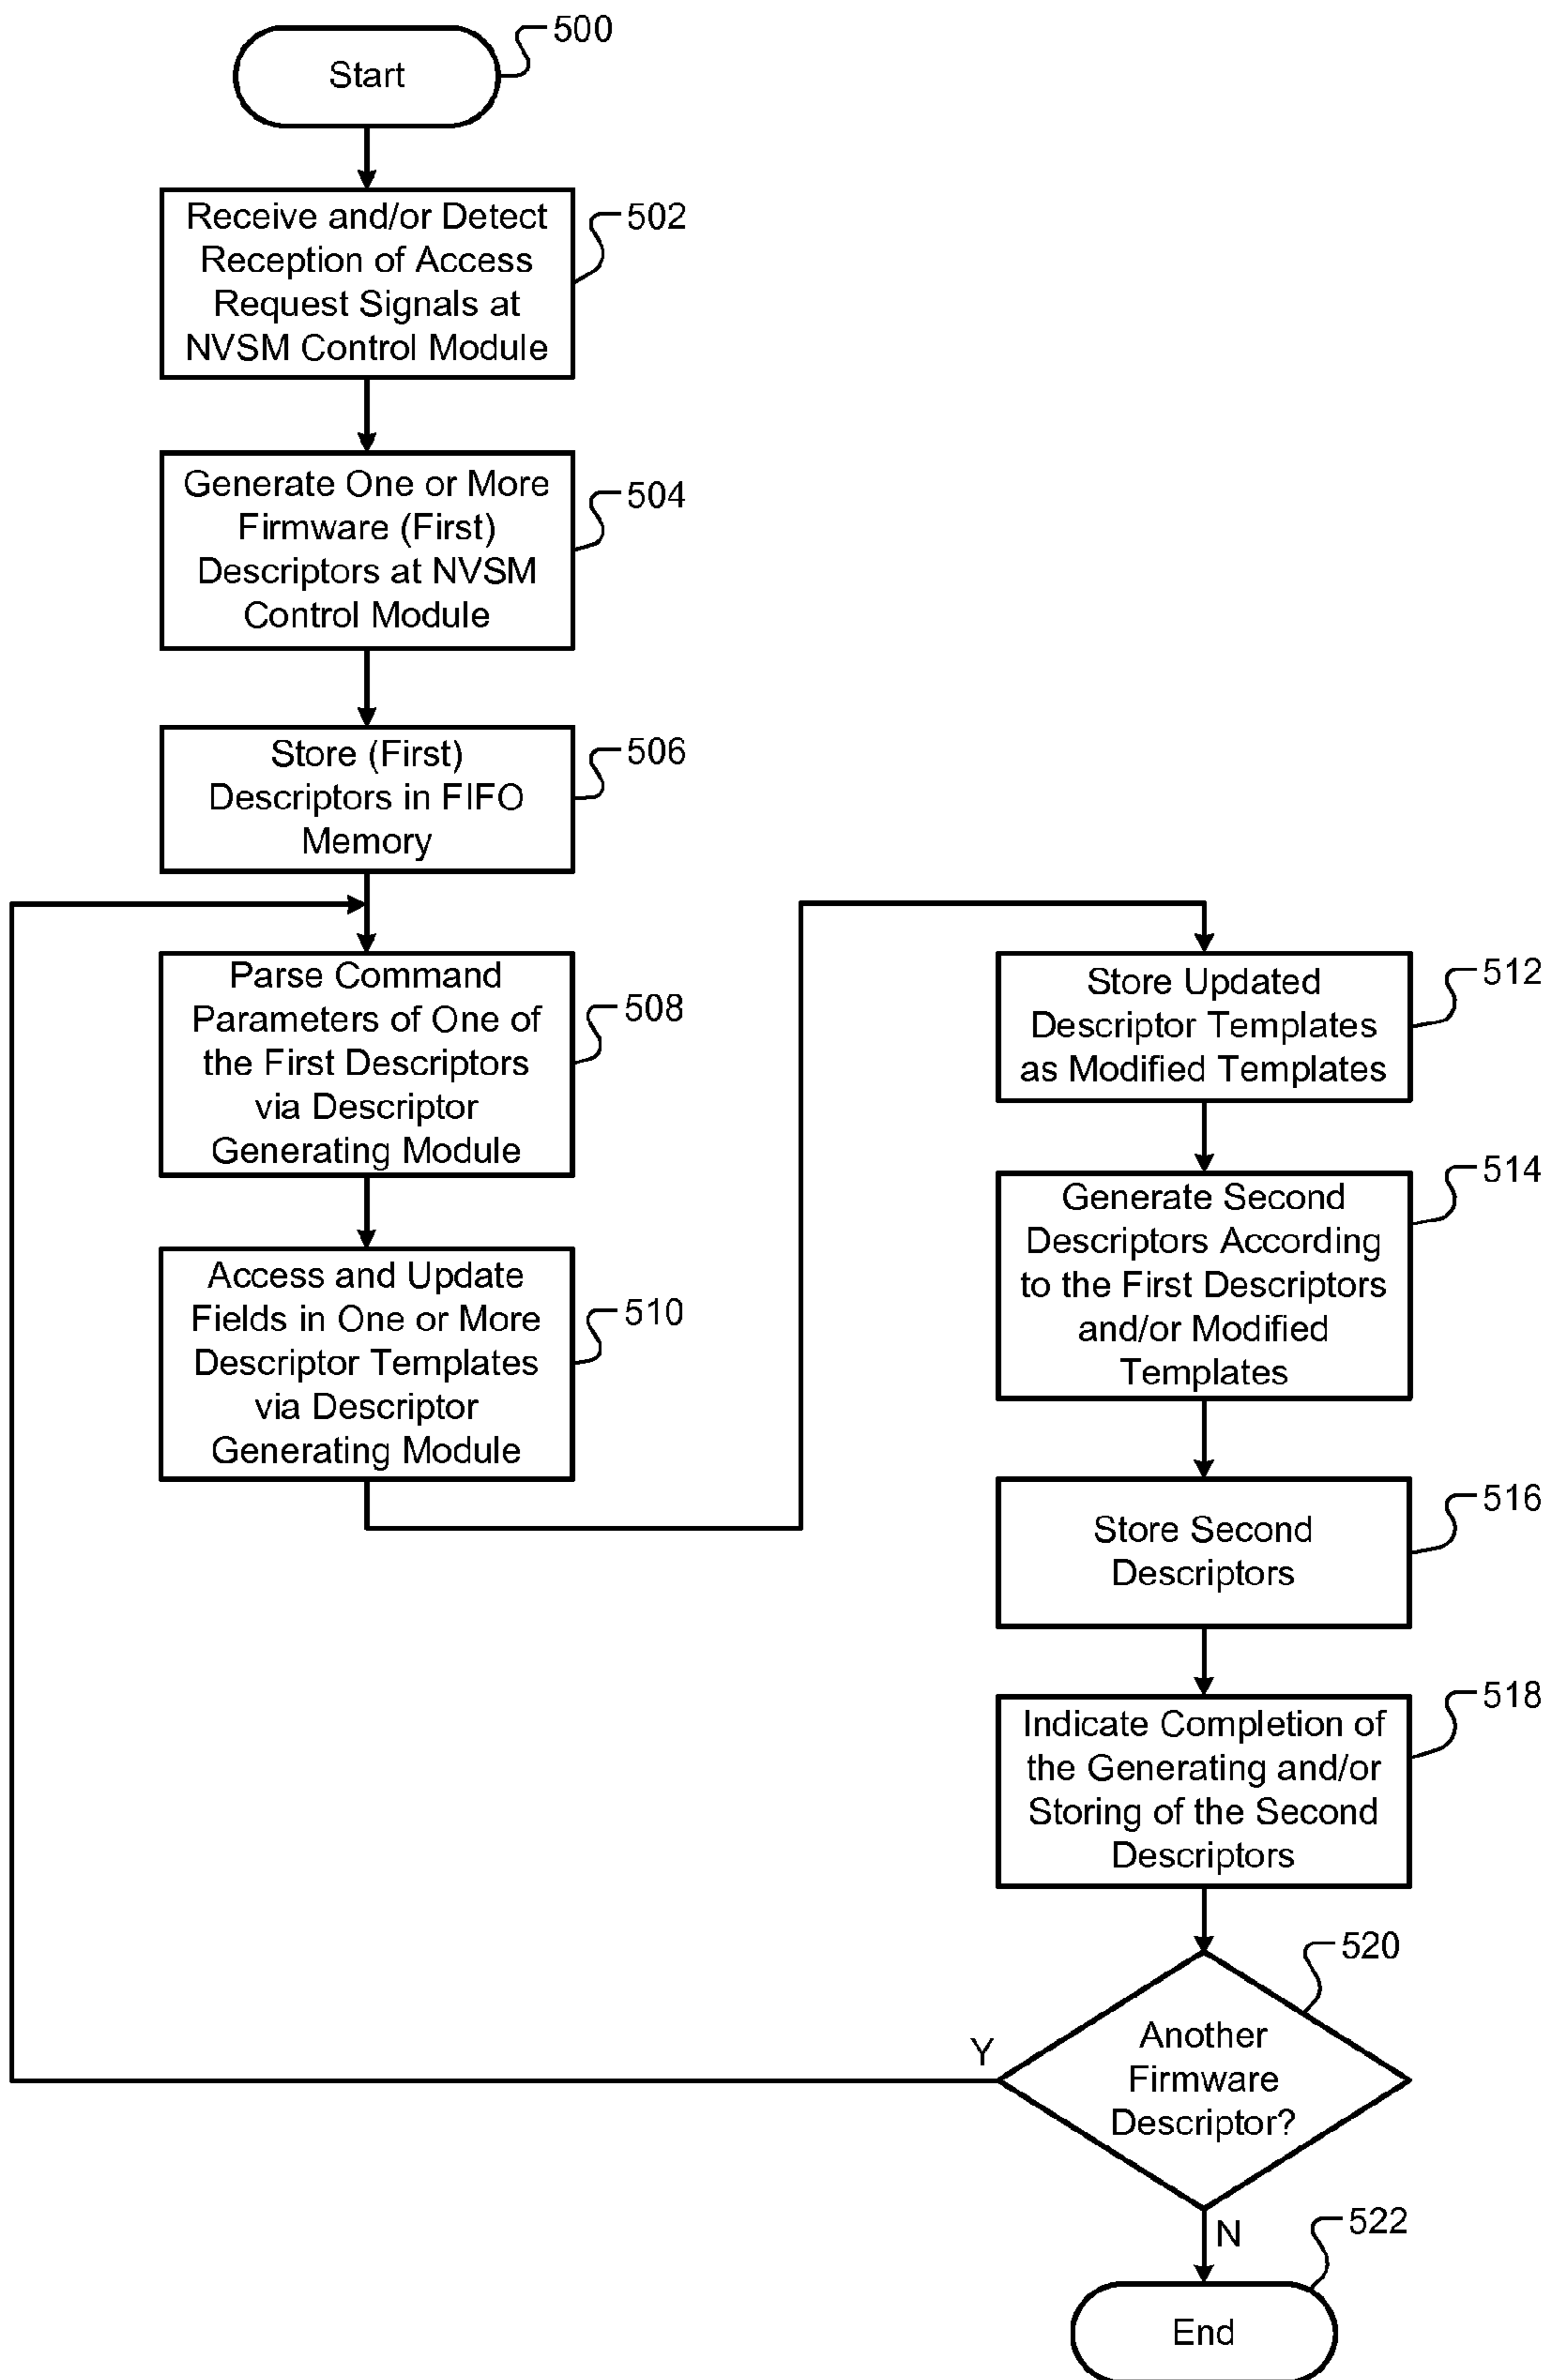 Start
500
Receive and/or Detect
Reception of Access
Request Signals at
NVSM Control Module
502
Generate One or More
Firmware (First)
Descriptors at NVSM
Control Module
504
Store (First)
Descriptors in FIFO
Memory
506
Parse Command
Parameters of One of
the First Descriptors
via Descriptor
Generating Module
508
Access and Update
Fields in One or More
Descriptor Templates
via Descriptor
Generating Module
510
Store Updated
Descriptor Templates
as Modified Templates
512
Generate Second
Descriptors According
to the First Descriptors
and/or Modified
Templates
514
Store Second
Descriptors
516
Indicate Completion of
the Generating and/or
Storing of the Second
Descriptors
518
Another
Firmware
Descriptor?
520
Y
N
End
522